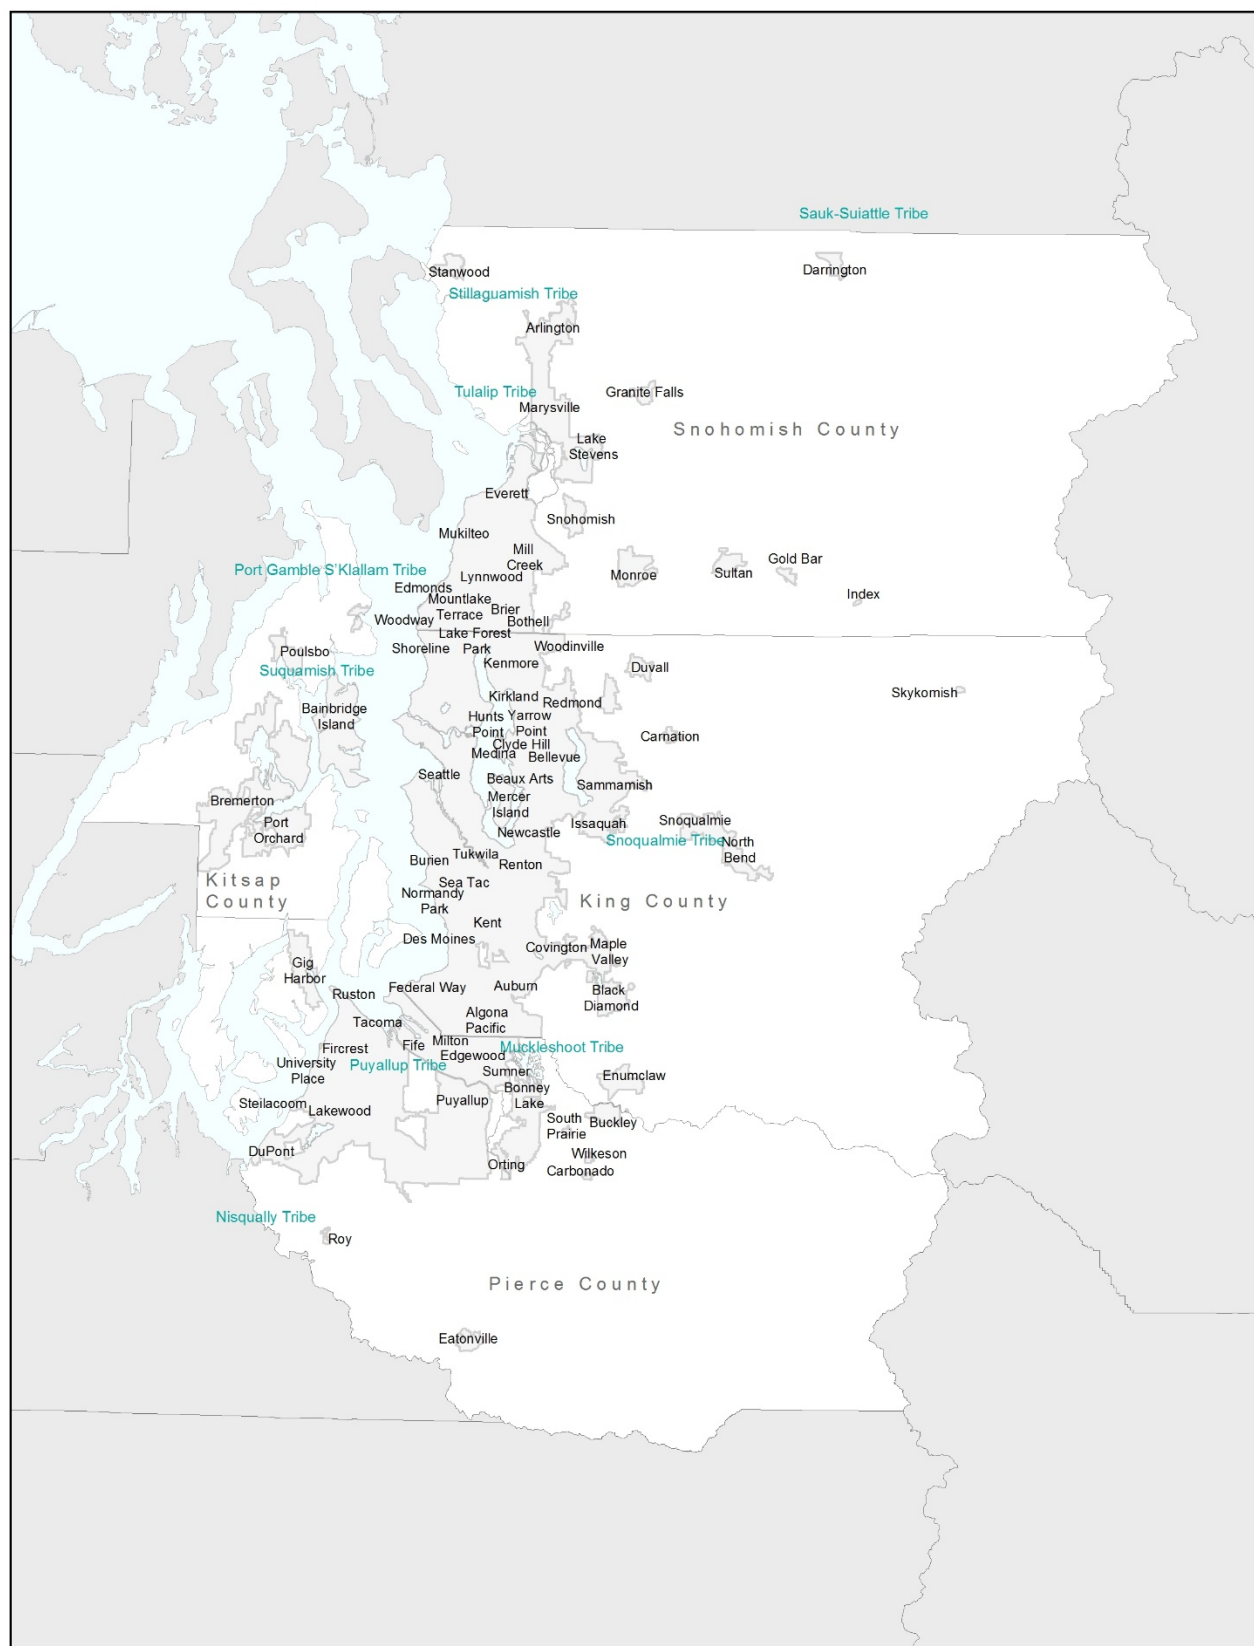 Sauk-Suiattle Tribe
Stanwood
Darrington
Stillaguamish Tribe
Arlington
Tulalip Tribe
Granite Falls
Marysville
Snohomish County
Lake
Stevens
Everett
Snohomish
Mukilteo
Mill
Creek
Gold Bar
Port Gamble S'Klallam Tribe
Lynnwood
Monroe
Sultan
Edmonds
Index
Mountlake
Terrace
Brier
Woodway
Bothell
Lake Forest
Park
Shoreline
Woodinville
Poulsbo
Kenmore
Duvall
Suquamish Tribe
Skykomish
Kirkland
Redmond
Bainbridge
Island
Hunts
Point
Yarrow
Point
Carnation
Clyde Hill
Medina
Bellevue
Seattle
Beaux Arts
Sammamish
Mercer
Island
Bremerton
Port
Orchard
Newcastle
Issaquah
Snoqualmie
Snoqualmie Tribe
North
Bend
Tukwila
Burien
Renton
Kitsap
County
Sea Tac
Normandy
Park
King County
Kent
Des Moines
Covington
Maple
Valley
Gig
Harbor
Federal Way
Auburn
Ruston
Black
Diamond
Algona
Pacific
Tacoma
Milton
Fife
Muckleshoot Tribe
Fircrest
Edgewood
University
Place
Puyallup Tribe
Sumner
Enumclaw
Bonney
Lake
Steilacoom
Lakewood
Puyallup
South
Prairie
Buckley
DuPont
Wilkeson
Orting
Carbonado
Nisqually Tribe
Roy
Pierce County
Eatonville